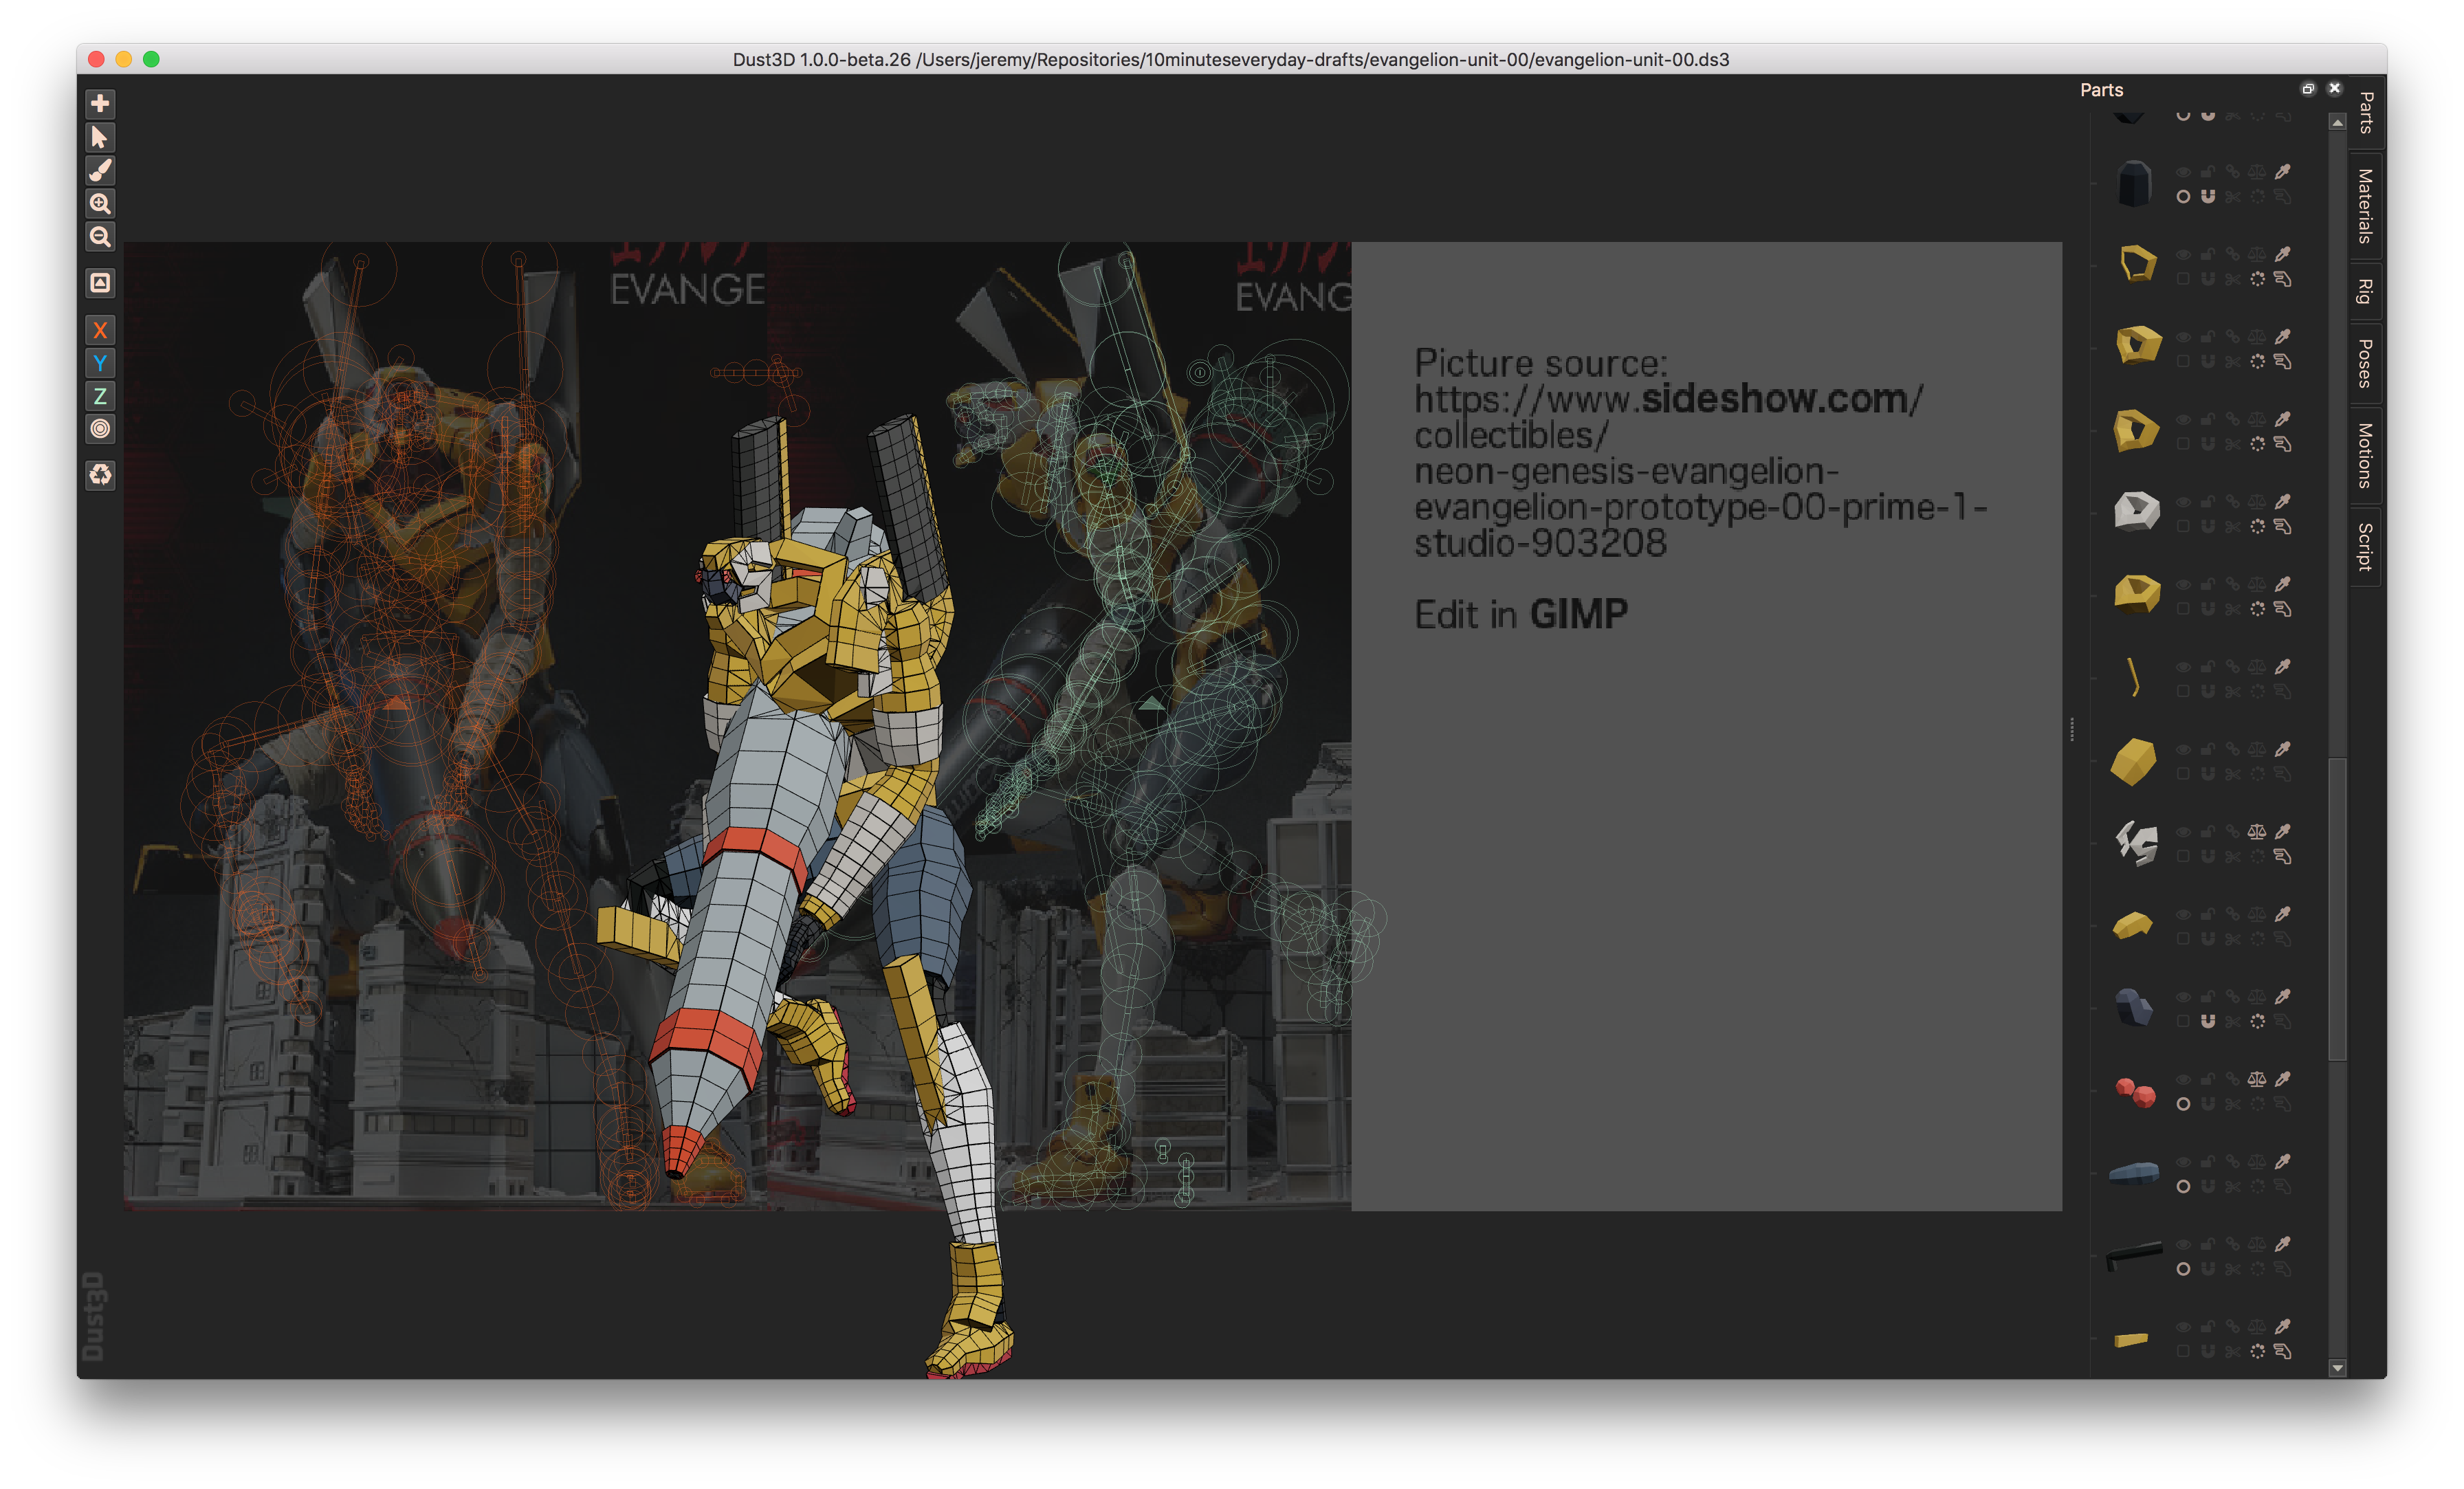 Dust3D 1.0.0-beta.26 /Users/jeremy/Repositories/10minuteseveryday-drafts/evangelion-unit-00/evangelion-unit-00.ds3
Parts
Parts
Materials
Rig
Poses
Motions
Script
X
Y
Z
EVANGE
EVANG
Picture source:
https://www.sideshow.com/
collectibles/
neon-genesis-evangelion-
evangelion-prototype-00-prime-1-
studio-903208
Edit in GIMP
Dust3D